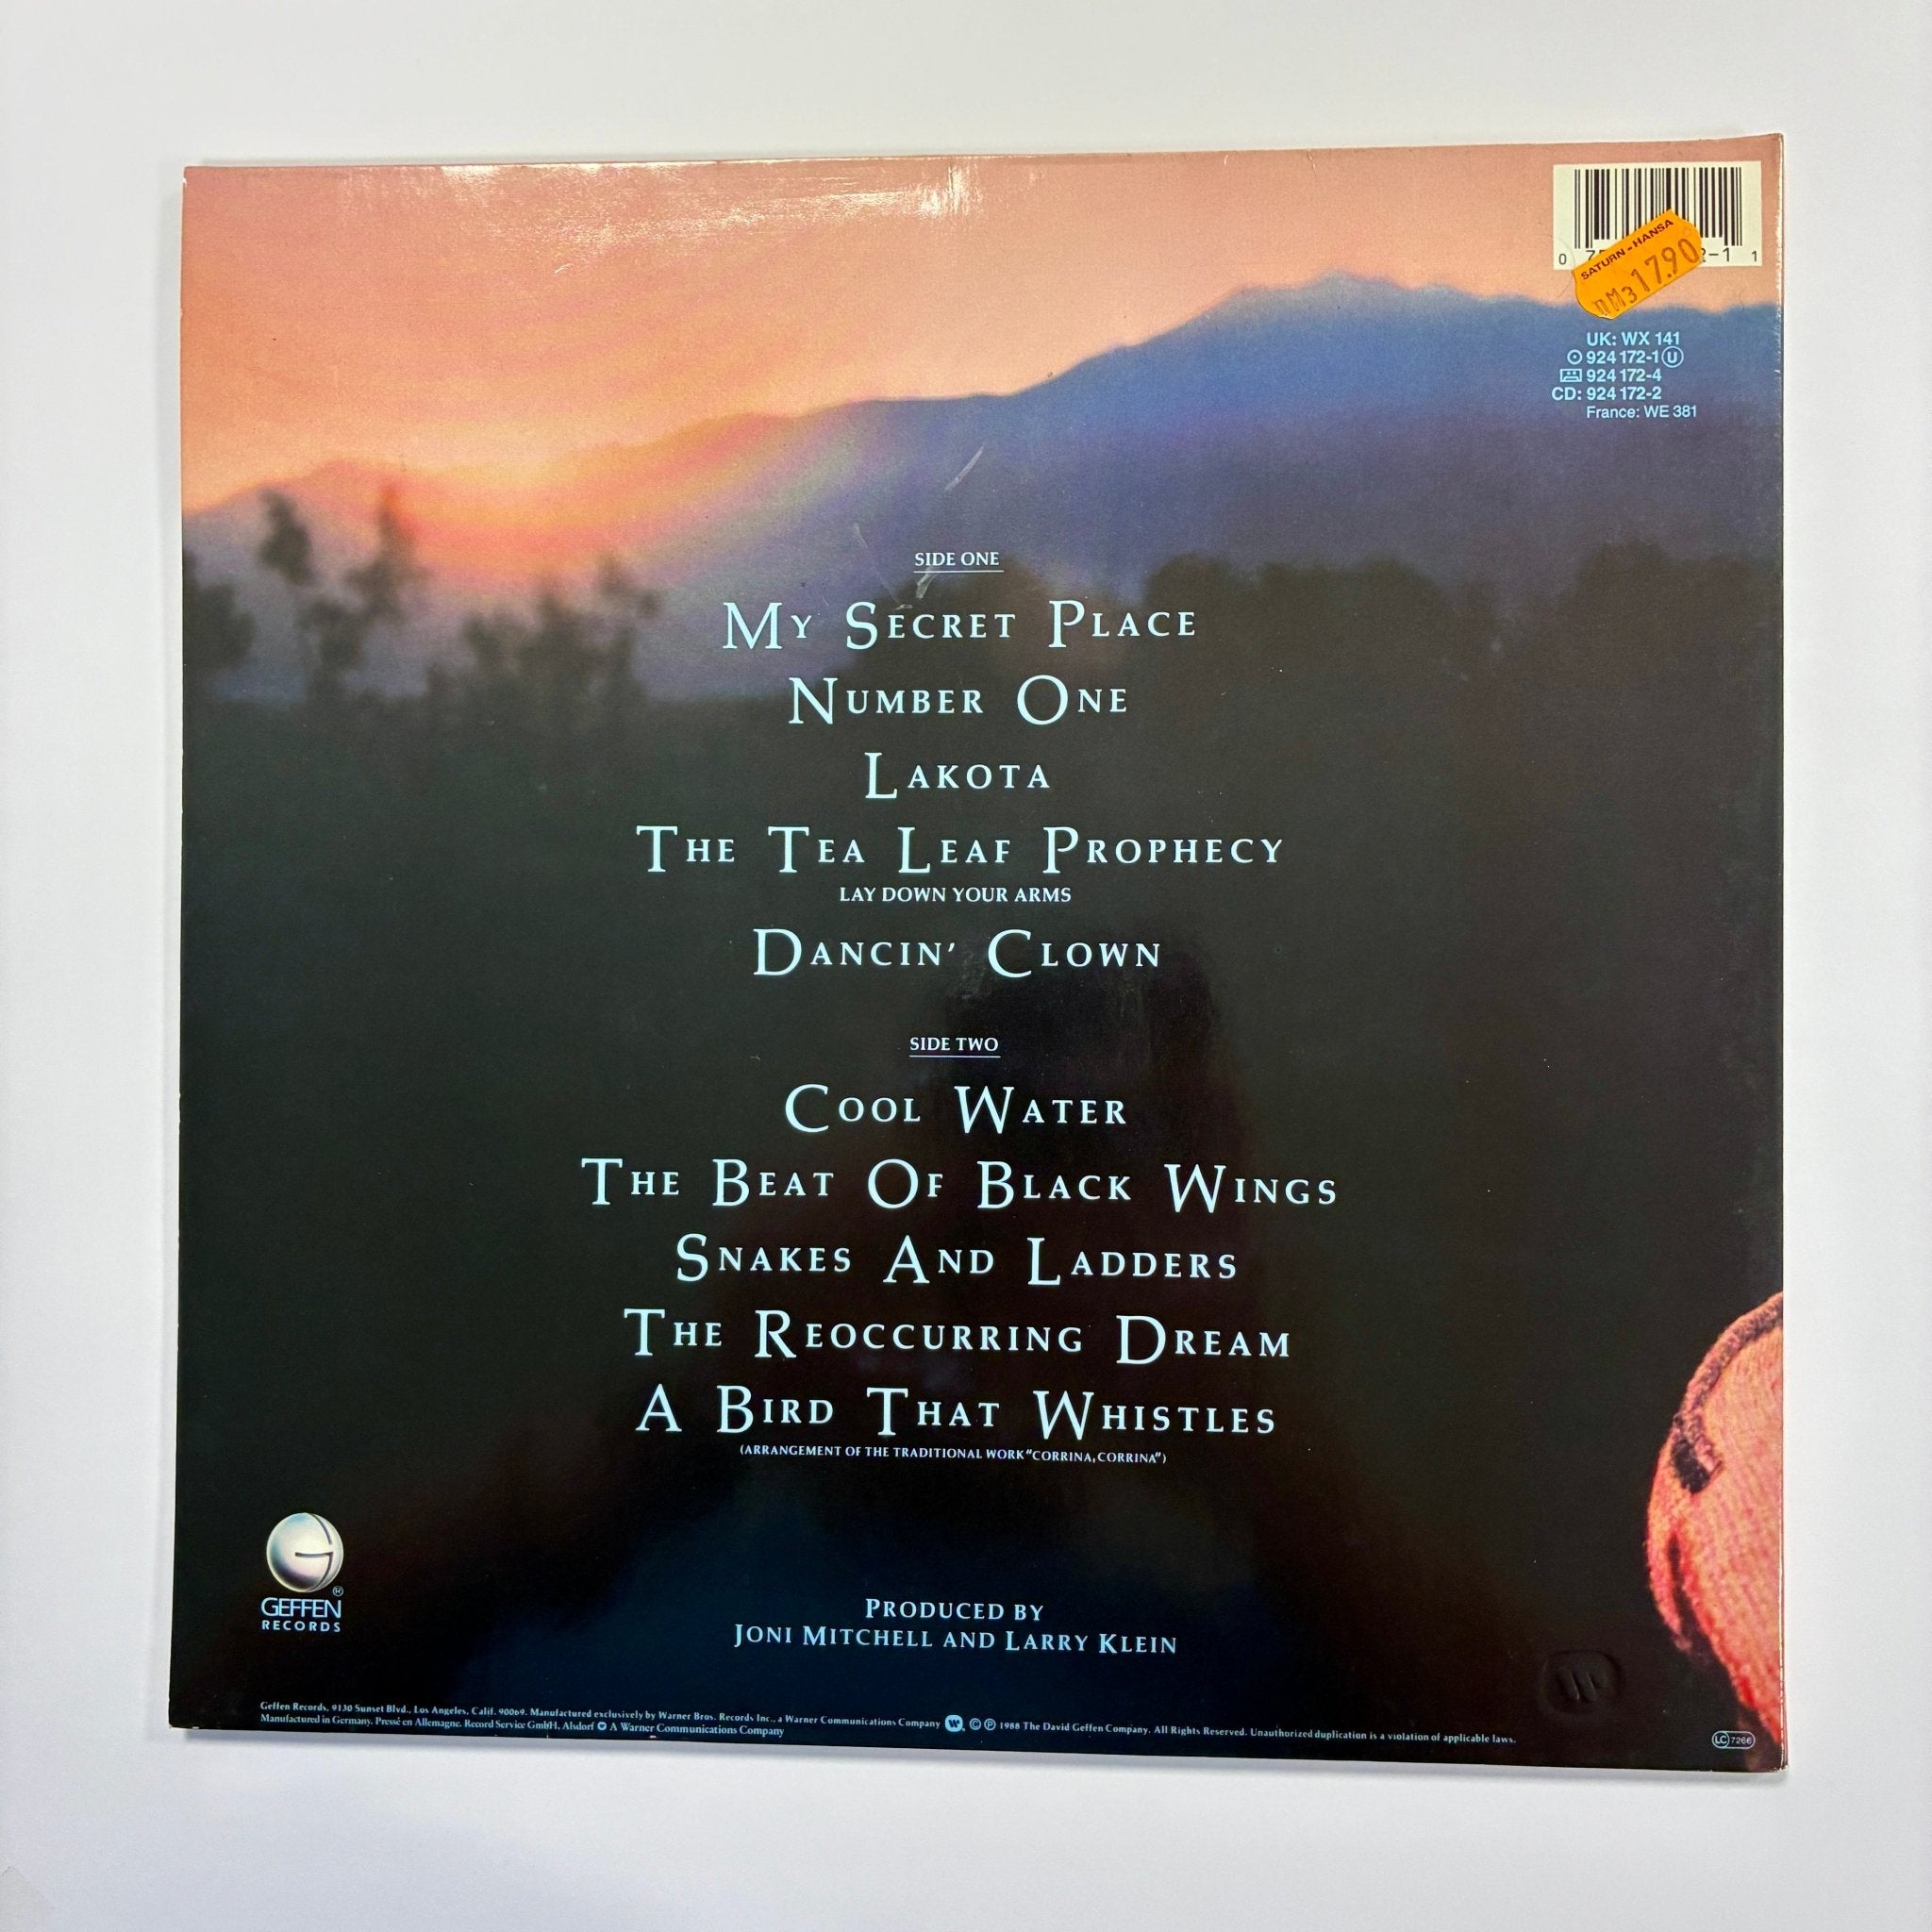 0 7 2-1 1
SATURN-HANSA
DM3 17.90
UK: WX 141
924 172-1 U
924 172-4
CD: 924 172-2
France: WE 381
SIDE ONE
MY SECRET PLACE
NUMBER ONE
LAKOTA
THE TEA LEAF PROPHECY
LAY DOWN YOUR ARMS
DANCIN' CLOWN
SIDE TWO
COOL WATER
THE BEAT OF BLACK WINGS
SNAKES AND LADDERS
THE REOCCURRING DREAM
A BIRD THAT WHISTLES
(ARRANGEMENT OF THE TRADITIONAL WORK "CORRINA, CORRINA")
GEFFEN
RECORDS
PRODUCED BY
JONI MITCHELL AND LARRY KLEIN
Geffen Records, 9130 Sunset Blvd., Los Angeles, Calif. 90069. Manufactured exclusively by Warner Bros. Records Inc., a Warner Communications Company © ℗ 1988 The David Geffen Company. All Rights Reserved. Unauthorized duplication is a violation of applicable laws.
Manufactured in Germany. Pressé en Allemagne. Record Service GmbH, Alsdorf A Warner Communications Company
LC 7266